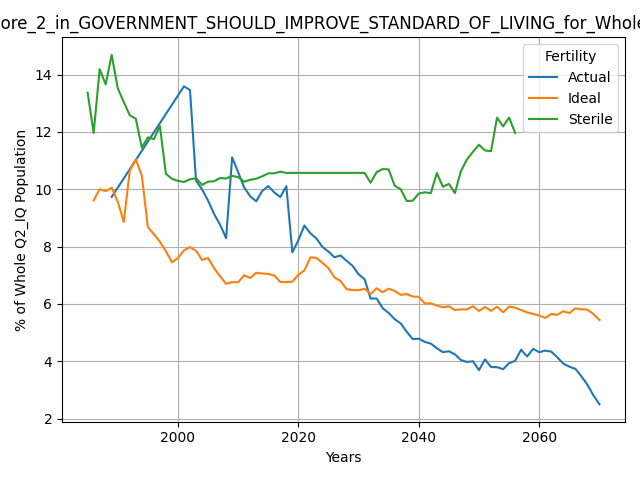 ore_2_in_GOVERNMENT_SHOULD_IMPROVE_STANDARD_OF_LIVING_for_Whole
Fertility
Actual
Ideal
Sterile
% of Whole Q2_IQ Population
14
12
10
8
6
4
2
2000
2020
2040
2060
Years